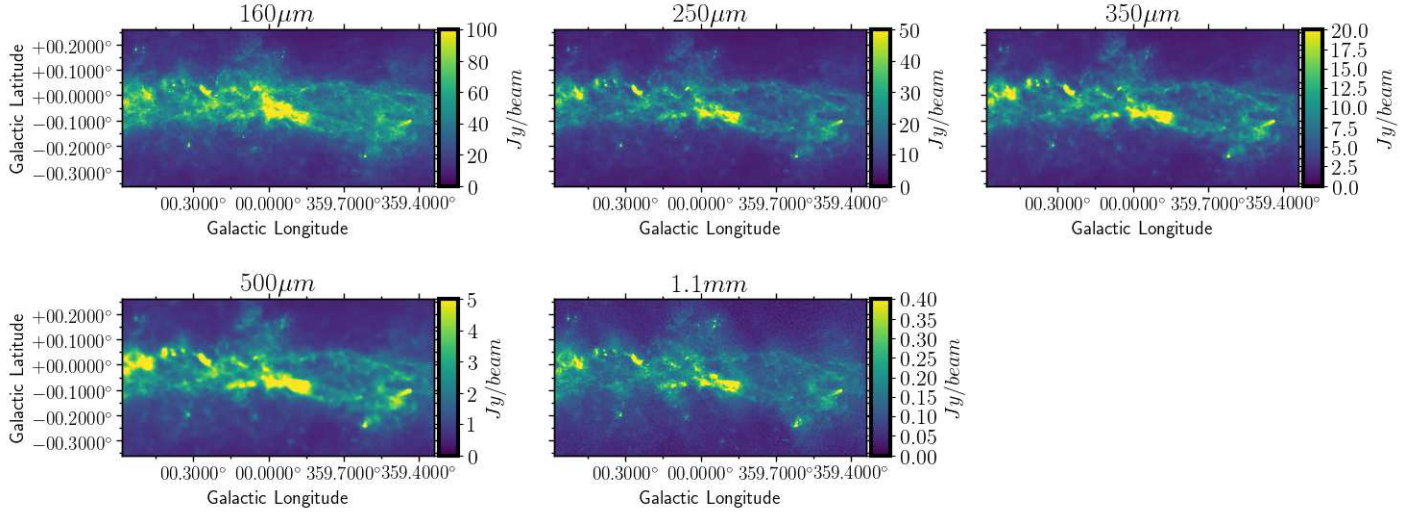 160μm
250μm
350μm
Galactic Latitude
+00.2000°
+00.1000°
+00.0000°
−00.1000°
−00.2000°
−00.3000°
100
80
60
40
20
0
Jy/beam
50
40
30
20
10
0
Jy/beam
20.0
17.5
15.0
12.5
10.0
7.5
5.0
2.5
0.0
Jy/beam
00.3000° 00.0000° 359.7000° 359.4000°
00.3000° 00.0000° 359.7000° 359.4000°
00.3000° 00.0000° 359.7000° 359.4000°
Galactic Longitude
Galactic Longitude
Galactic Longitude
500μm
1.1mm
Galactic Latitude
+00.2000°
+00.1000°
+00.0000°
−00.1000°
−00.2000°
−00.3000°
5
4
3
2
1
0
Jy/beam
0.40
0.35
0.30
0.25
0.20
0.15
0.10
0.05
0.00
Jy/beam
00.3000° 00.0000° 359.7000° 359.4000°
00.3000° 00.0000° 359.7000° 359.4000°
Galactic Longitude
Galactic Longitude